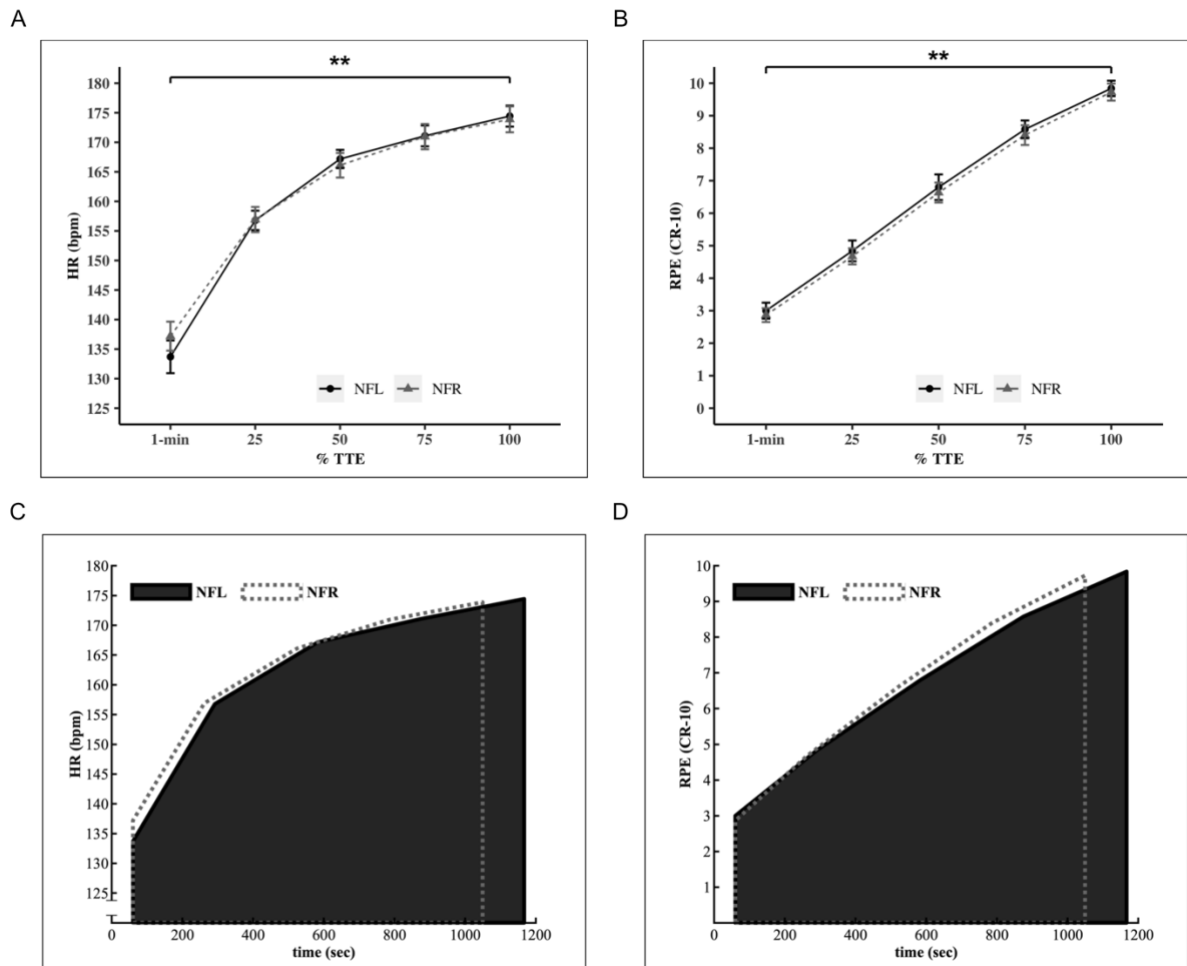 A
**
HR (bpm)
180
175
170
165
160
155
150
145
140
135
130
125
NFL NFR
1-min 25 50 75 100
% TTE
B
**
RPE (CR-10)
10
9
8
7
6
5
4
3
2
1
0
NFL NFR
1-min 25 50 75 100
% TTE
C
HR (bpm)
180
175
170
165
160
155
150
145
140
135
130
125
NFL NFR
0 200 400 600 800 1000 1200
time (sec)
D
RPE (CR-10)
10
9
8
7
6
5
4
3
2
1
NFL NFR
0 200 400 600 800 1000 1200
time (sec)